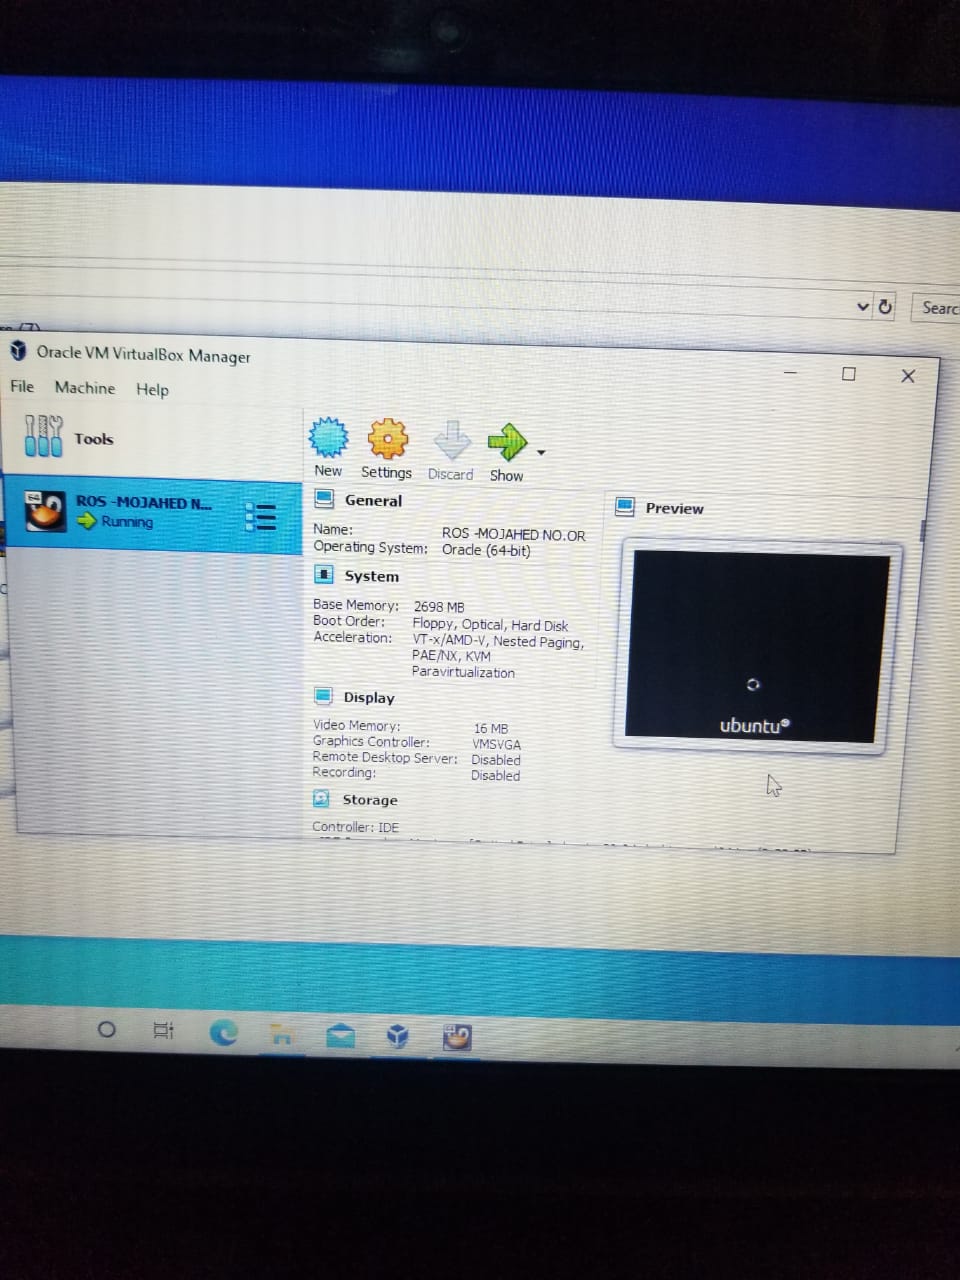 Searc
Oracle VM VirtualBox Manager
File Machine Help
Tools
New Settings Discard Show
64
ROS -MOJAHED N...
Running
General
Name: ROS -MOJAHED NO.OR
Operating System: Oracle (64-bit)
System
Base Memory: 2698 MB
Boot Order: Floppy, Optical, Hard Disk
Acceleration: VT-x/AMD-V, Nested Paging,
PAE/NX, KVM
Paravirtualization
Display
Video Memory: 16 MB
Graphics Controller: VMSVGA
Remote Desktop Server: Disabled
Recording: Disabled
Storage
Controller: IDE
Preview
ubuntu